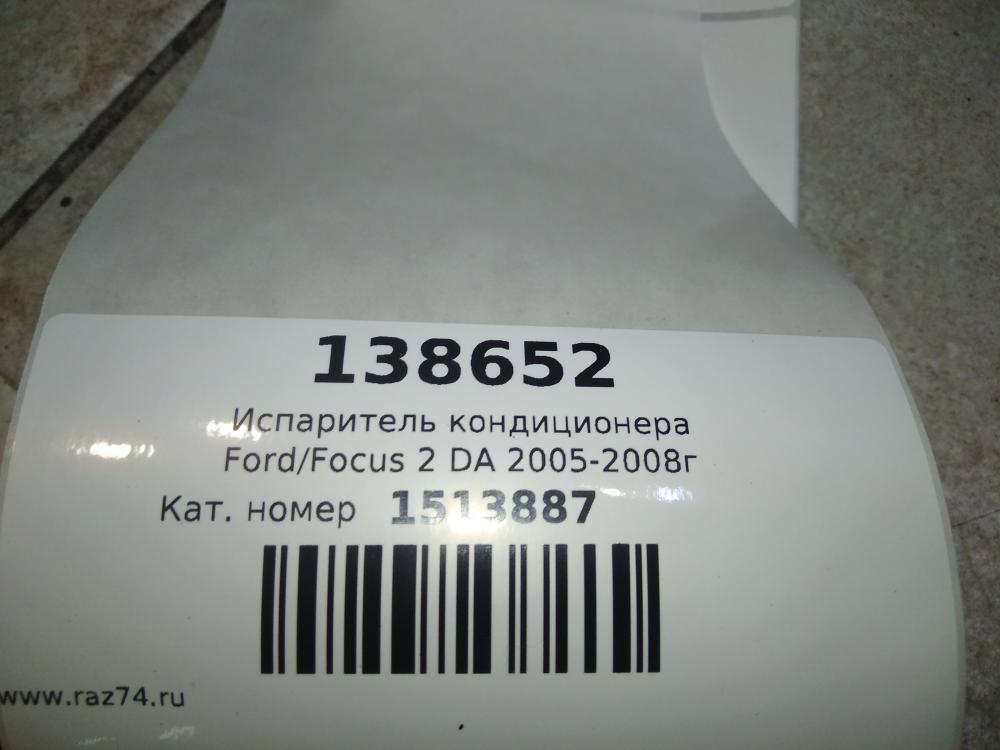 138652
Испаритель кондиционера
Ford/Focus 2 DA 2005-2008г
Кат. номер 1513887
www.raz74.ru